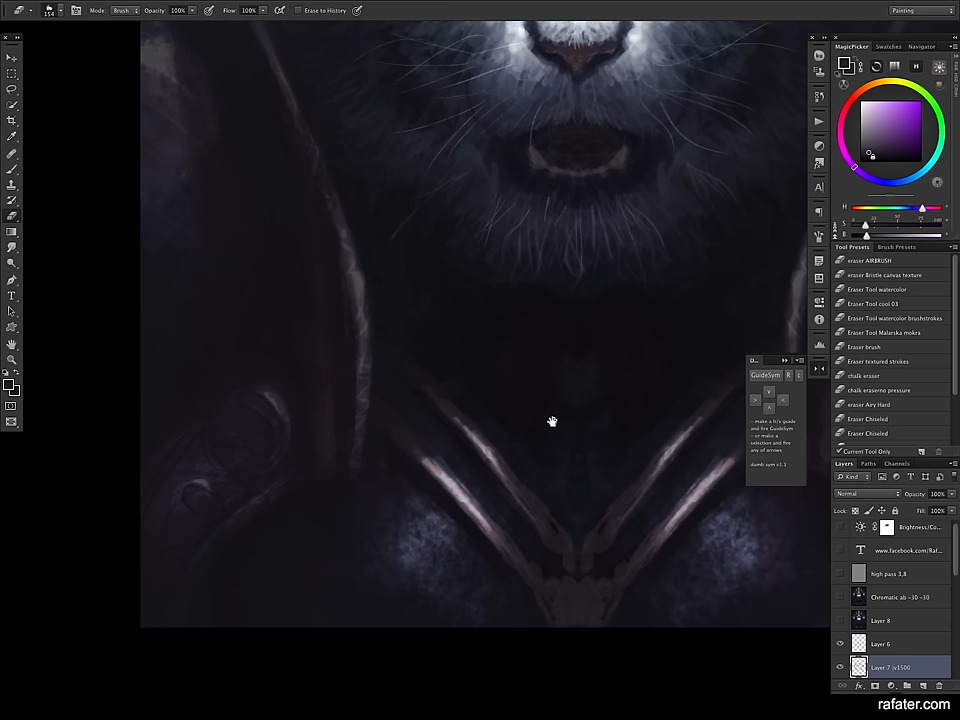 154
Mode: Brush
Opacity: 100%
Flow: 100%
Erase to History
Painting
MagicPicker
Swatches
Navigator
H
H
S
B
Tool Presets
Brush Presets
eraser AIRBRUSH
eraser Bristle canvas texture
Eraser Tool watercolor
Eraser Tool cool 03
Eraser Tool watercolor brushstrokes
Eraser Tool Malarska mokra
Eraser brush
Eraser textured strokes
chalk eraser
chalk eraserno pressure
eraser Airy Hard
Eraser Chiseled
Eraser Chiseled
Current Tool Only
D...
GuideSym
R
c
- make a h/v guide
and fire GuideSym
- or make a
selection and fire
any of arrows
dumb sym v3.1
Layers
Paths
Channels
Kind
Normal
Opacity: 100%
Lock:
Fill: 100%
Brightness/Co...
www.facebook.com/Raf...
high pass 3,8
Chromatic ab -30 -30
Layer 8
Layer 6
Layer 7 lv1500
rafater.com